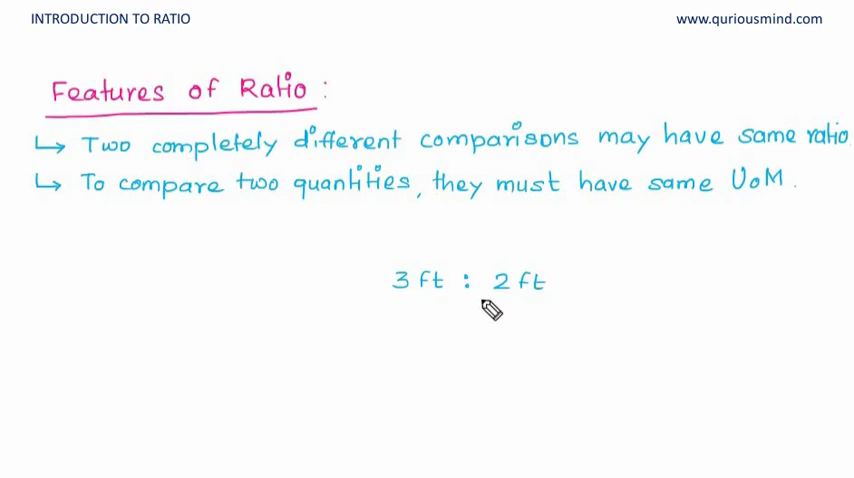 INTRODUCTION TO RATIO
www.quriousmind.com
Features of Ratio :
↳ Two completely different comparisons may have same ratio
↳ To compare two quantities, they must have same UoM.
3 ft : 2 ft